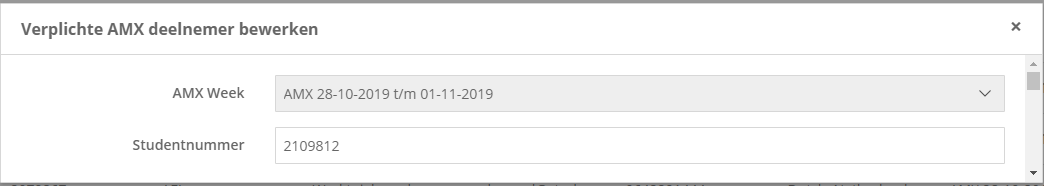 Verplichte AMX deelnemer bewerken
×
AMX Week
AMX 28-10-2019 t/m 01-11-2019
Studentnummer
2109812